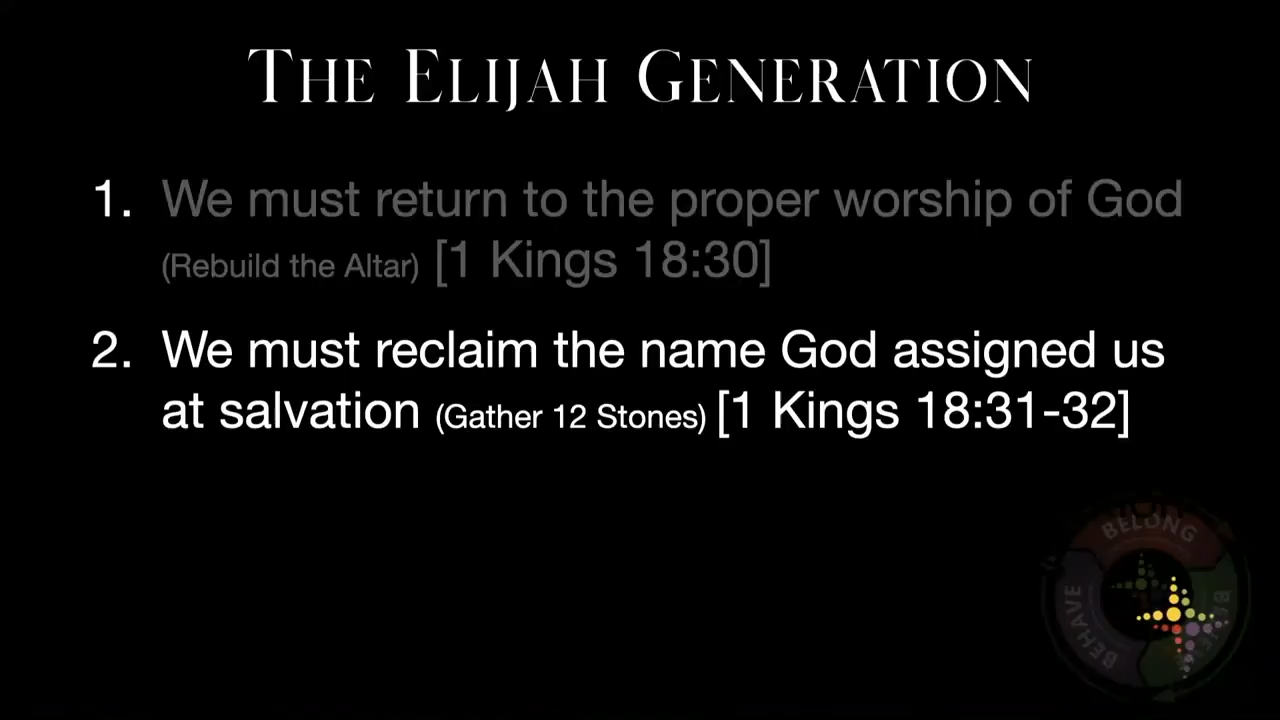 THE ELIJAH GENERATION
1. We must return to the proper worship of God
(Rebuild the Altar) [1 Kings 18:30]
2. We must reclaim the name God assigned us
at salvation (Gather 12 Stones) [1 Kings 18:31-32]
BELONG
BEHAVE